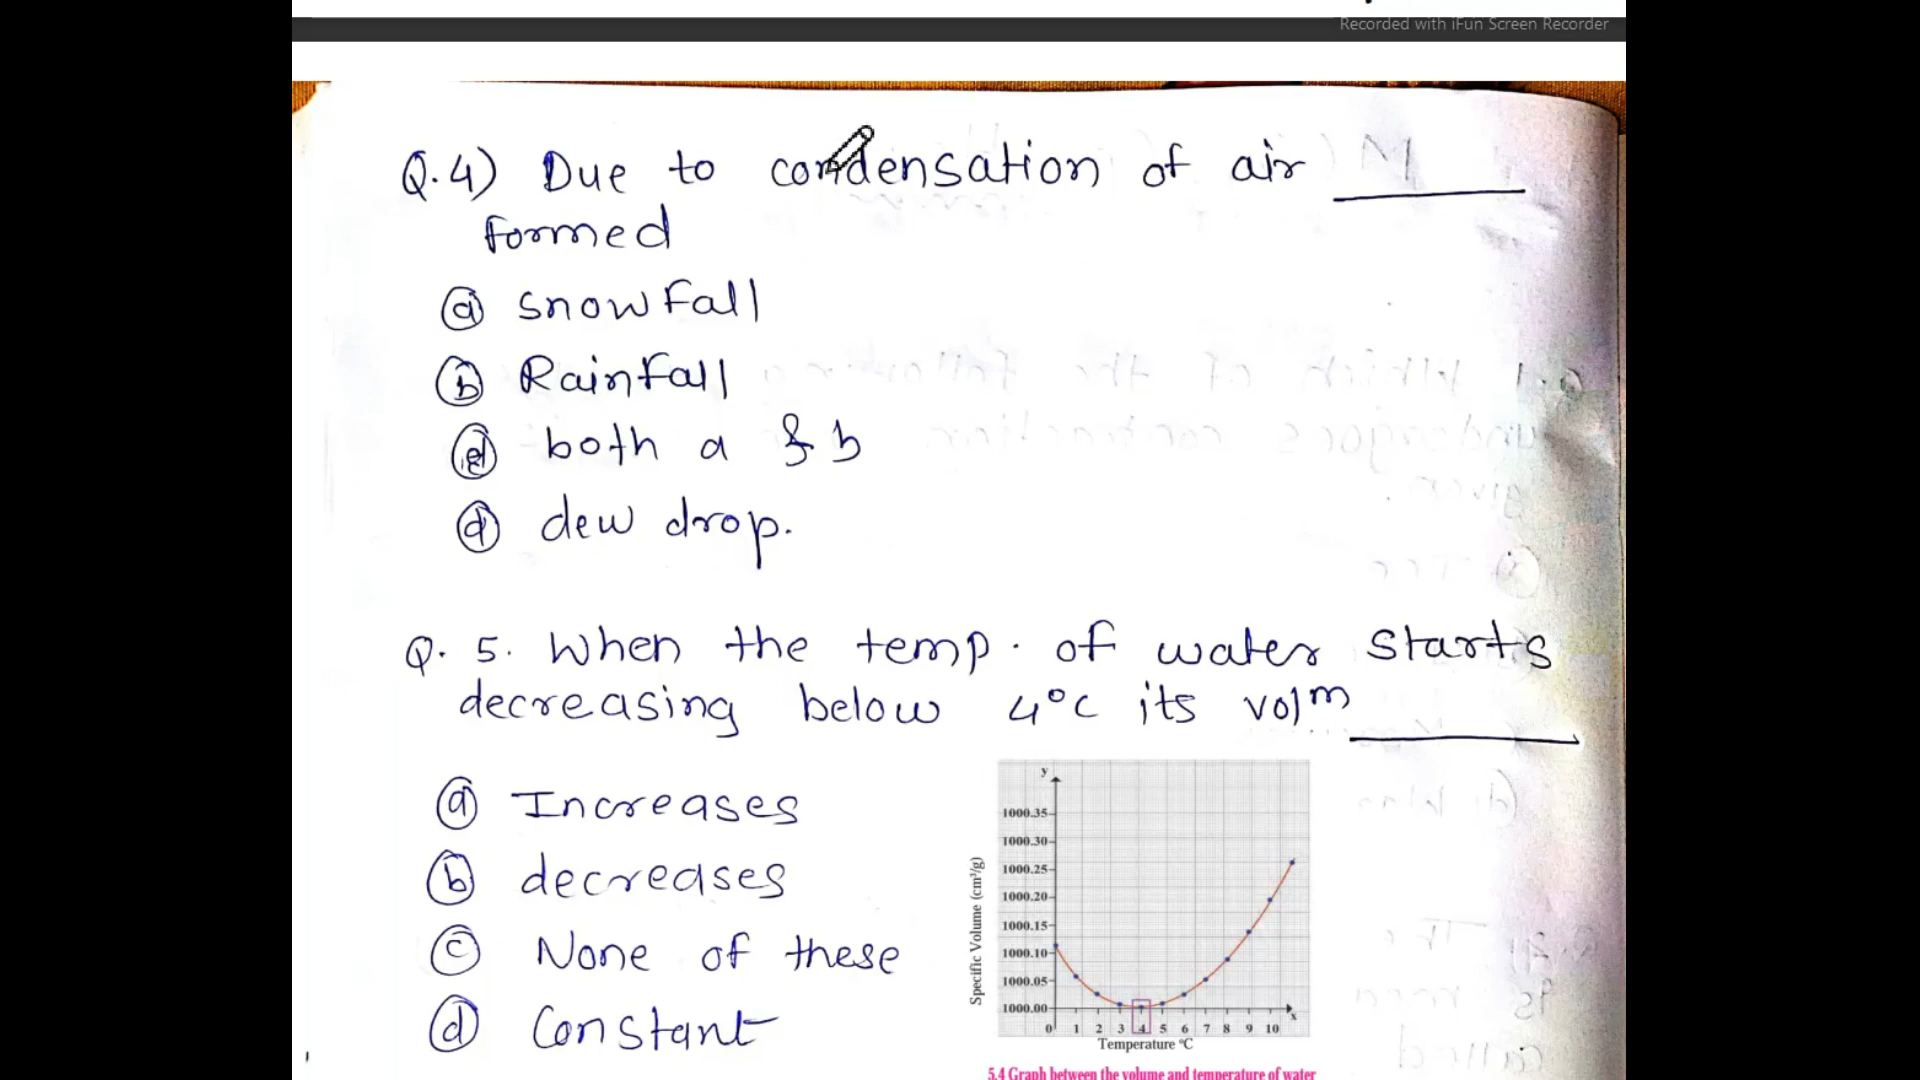 Recorded with iFun Screen Recorder
Q.4) Due to condensation of air
formed
a snowfall
b Rainfall
both a & b
d dew drop.
Q. 5. When the temp. of water starts
decreasing below 4°c its volm
a Increases
b decreases
c None of these
d Constant
y
1000.35
1000.30
1000.25
1000.20
1000.15
1000.10
1000.05
1000.00
Specific Volume (cm³/g)
0 1 2 3 4 5 6 7 8 9 10
x
Temperature °C
5.4 Graph between the volume and temperature of water